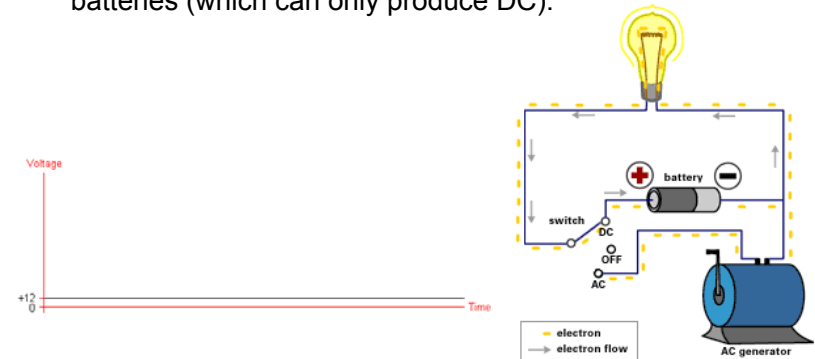 batteries (which can only produce DC).
Voltage
+12
0
Time
battery
switch
DC
OFF
AC
electron
electron flow
AC generator